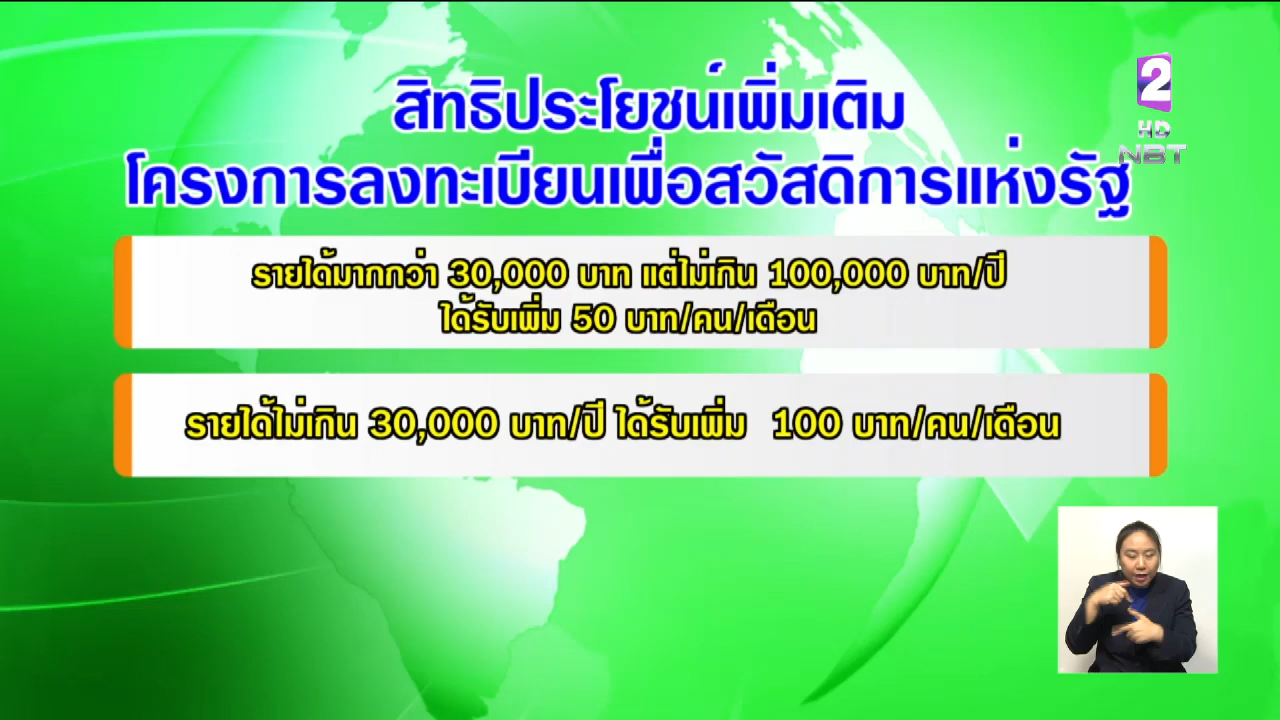 สิทธิประโยชน์เพิ่มเติม
โครงการลงทะเบียนเพื่อสวัสดิการแห่งรัฐ
รายได้มากกว่า 30,000 บาท แต่ไม่เกิน 100,000 บาท/ปี
ได้รับเพิ่ม 50 บาท/คน/เดือน
รายได้ไม่เกิน 30,000 บาท/ปี ได้รับเพิ่ม 100 บาท/คน/เดือน
2
HD
NBT